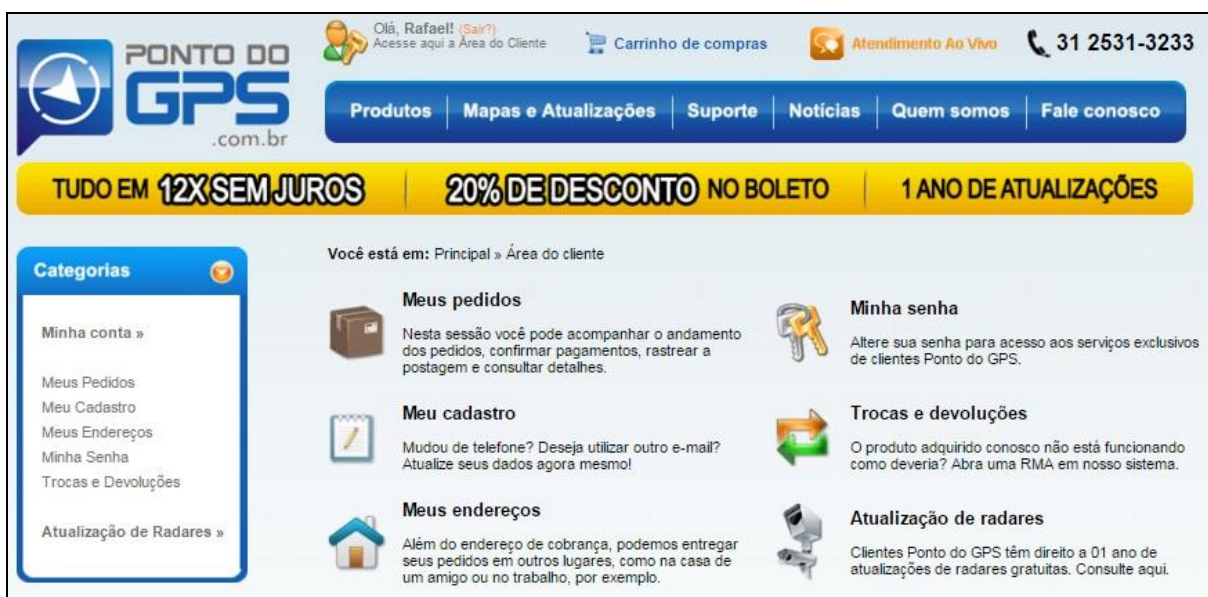 PONTO DO
GPS
.com.br
Olá, Rafael! (Sair?)
Acesse aqui a Área do Cliente
Carrinho de compras
Atendimento Ao Vivo
31 2531-3233
Produtos
Mapas e Atualizações
Suporte
Notícias
Quem somos
Fale conosco
TUDO EM 12X SEM JUROS
20% DE DESCONTO NO BOLETO
1 ANO DE ATUALIZAÇÕES
Categorias
Minha conta »
Meus Pedidos
Meu Cadastro
Meus Endereços
Minha Senha
Trocas e Devoluções
Atualização de Radares »
Você está em: Principal » Área do cliente
Meus pedidos
Nesta sessão você pode acompanhar o andamento
dos pedidos, confirmar pagamentos, rastrear a
postagem e consultar detalhes.
Minha senha
Altere sua senha para acesso aos serviços exclusivos
de clientes Ponto do GPS.
Meu cadastro
Mudou de telefone? Deseja utilizar outro e-mail?
Atualize seus dados agora mesmo!
Trocas e devoluções
O produto adquirido conosco não está funcionando
como deveria? Abra uma RMA em nosso sistema.
Meus endereços
Além do endereço de cobrança, podemos entregar
seus pedidos em outros lugares, como na casa de
um amigo ou no trabalho, por exemplo.
Atualização de radares
Clientes Ponto do GPS têm direito a 01 ano de
atualizações de radares gratuitas. Consulte aqui.